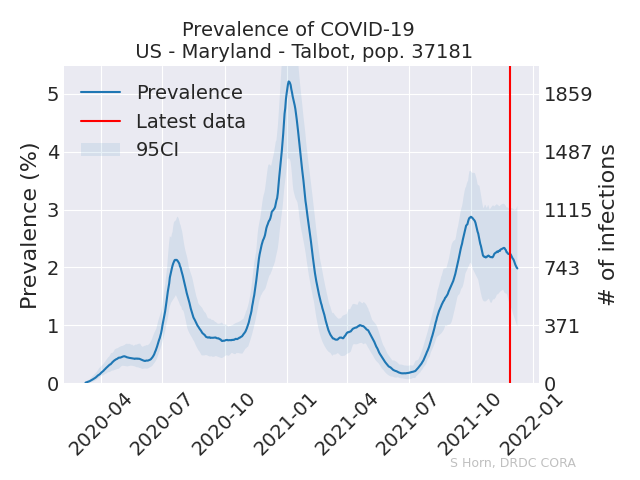 Prevalence of COVID-19
US - Maryland - Talbot, pop. 37181
Prevalence
Latest data
95CI
Prevalence (%)
5
4
3
2
1
0
1859
1487
1115
743
371
0
# of infections
2020-04
2020-07
2020-10
2021-01
2021-04
2021-07
2021-10
2022-01
S Horn, DRDC CORA